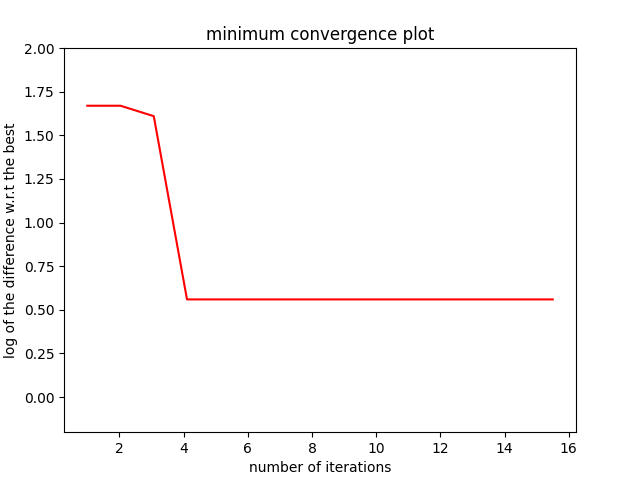 minimum convergence plot
log of the difference w.r.t the best
2.00
1.75
1.50
1.25
1.00
0.75
0.50
0.25
0.00
2 4 6 8 10 12 14 16
number of iterations